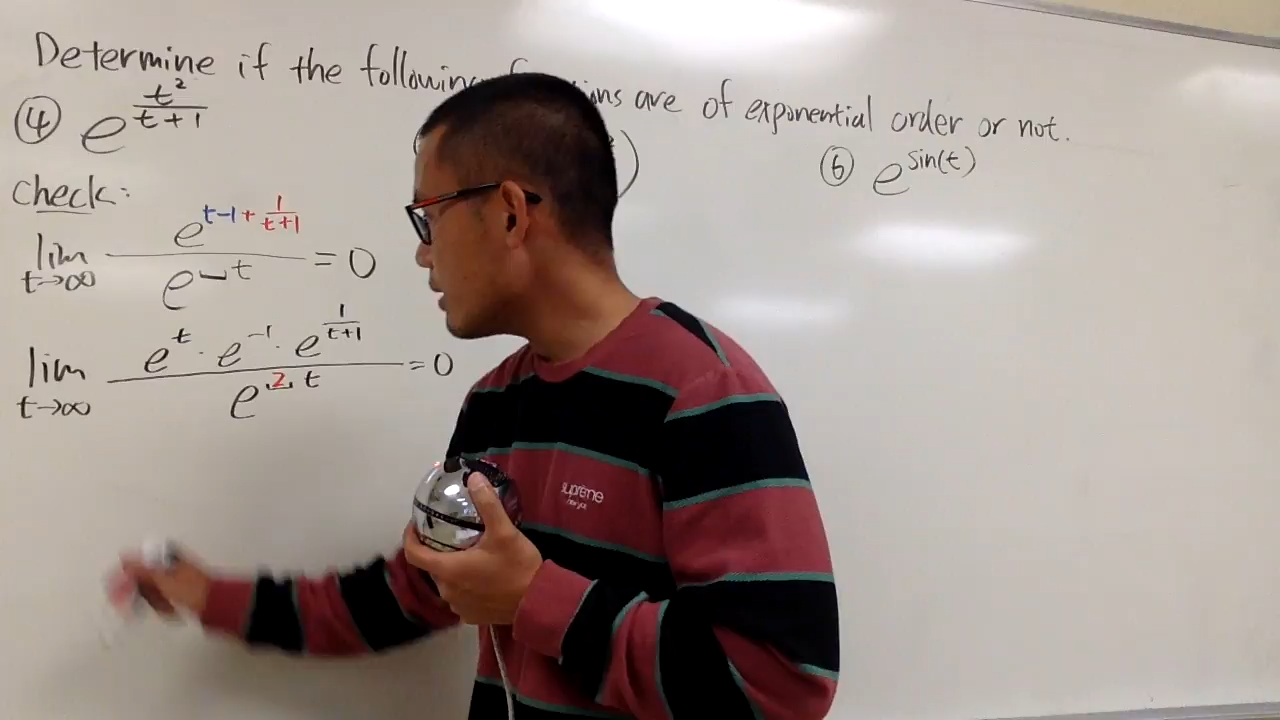 Determine if the following are of exponential order or not.
④ e^(t²/(t+1))
)
⑥ e^sin(t)
Check:
lim t→∞ e^(t-1+1/(t+1)) / e^(_t) = 0
lim t→∞ (e^t · e^-1 · e^(1/(t+1))) / e^(2t) = 0
supreme